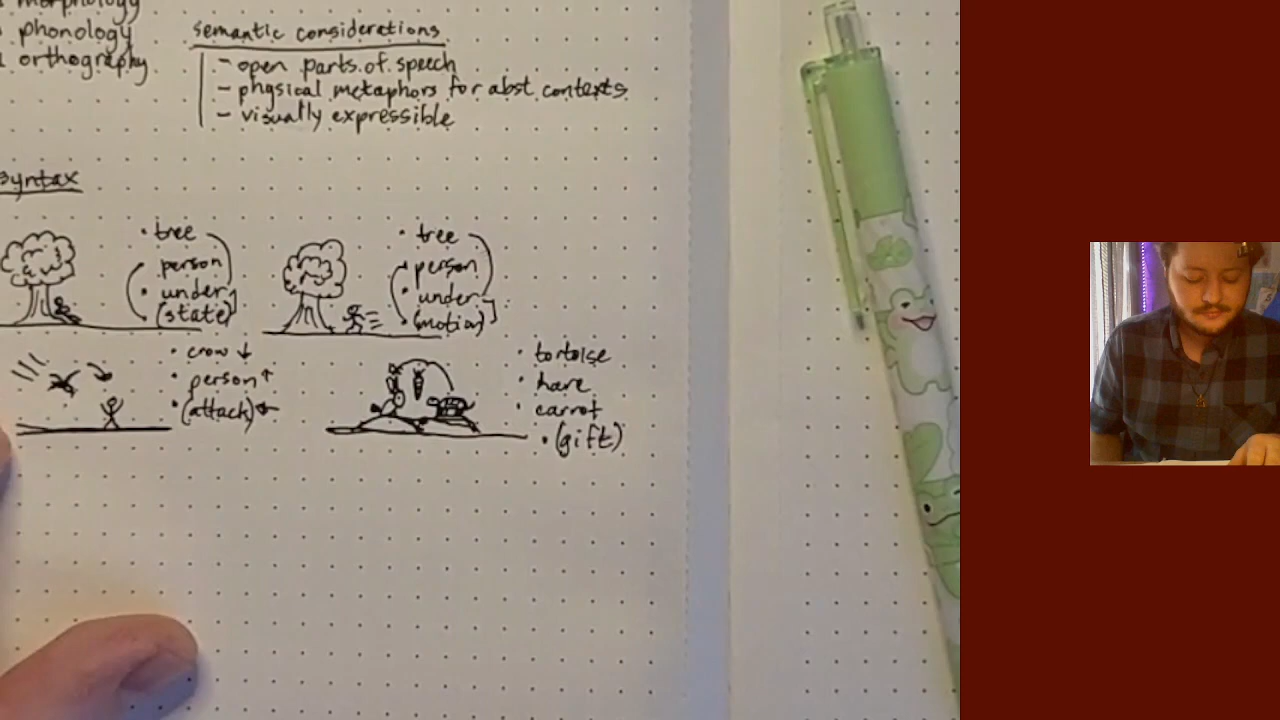 morphology
phonology
orthography
semantic considerations
- open parts of speech
- physical metaphors for abst contexts
- visually expressible
Syntax
• tree
• person
• under
• (state)
• tree
• person
• under
• (motion)
• crow ↓
• person ↑
• (attack) ←
• tortoise
• hare
• carrot
• (gift)